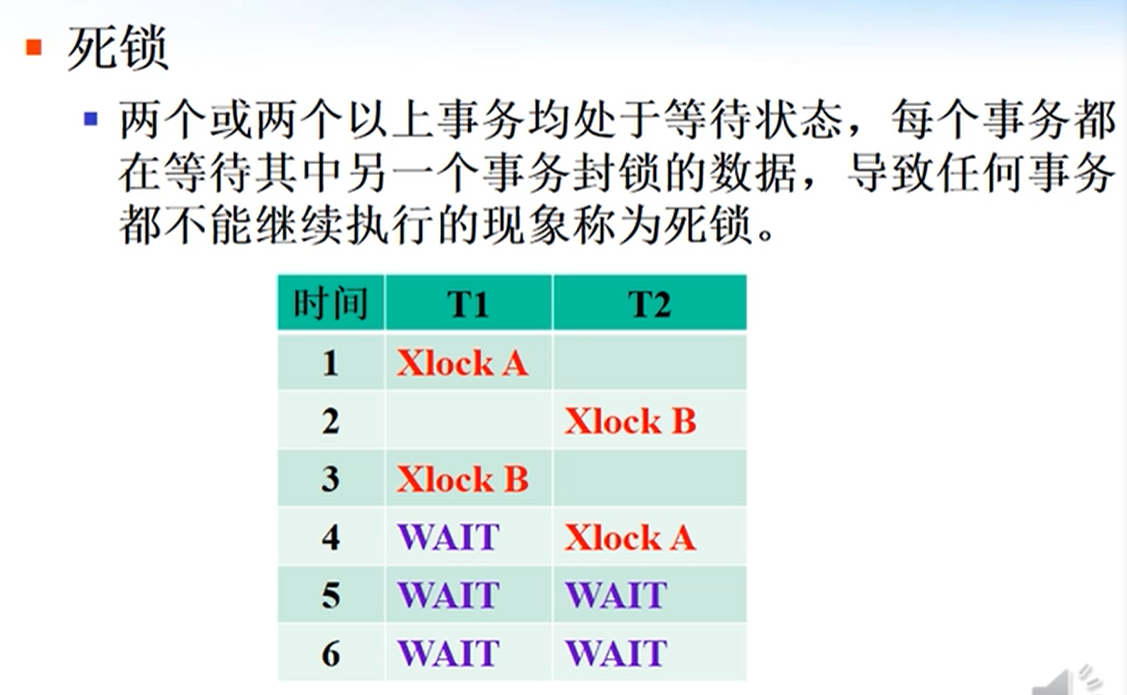 死锁
两个或两个以上事务均处于等待状态，每个事务都
在等待其中另一个事务封锁的数据，导致任何事务
都不能继续执行的现象称为死锁。
时间 T1 T2
1 Xlock A
2 Xlock B
3 Xlock B
4 WAIT Xlock A
5 WAIT WAIT
6 WAIT WAIT